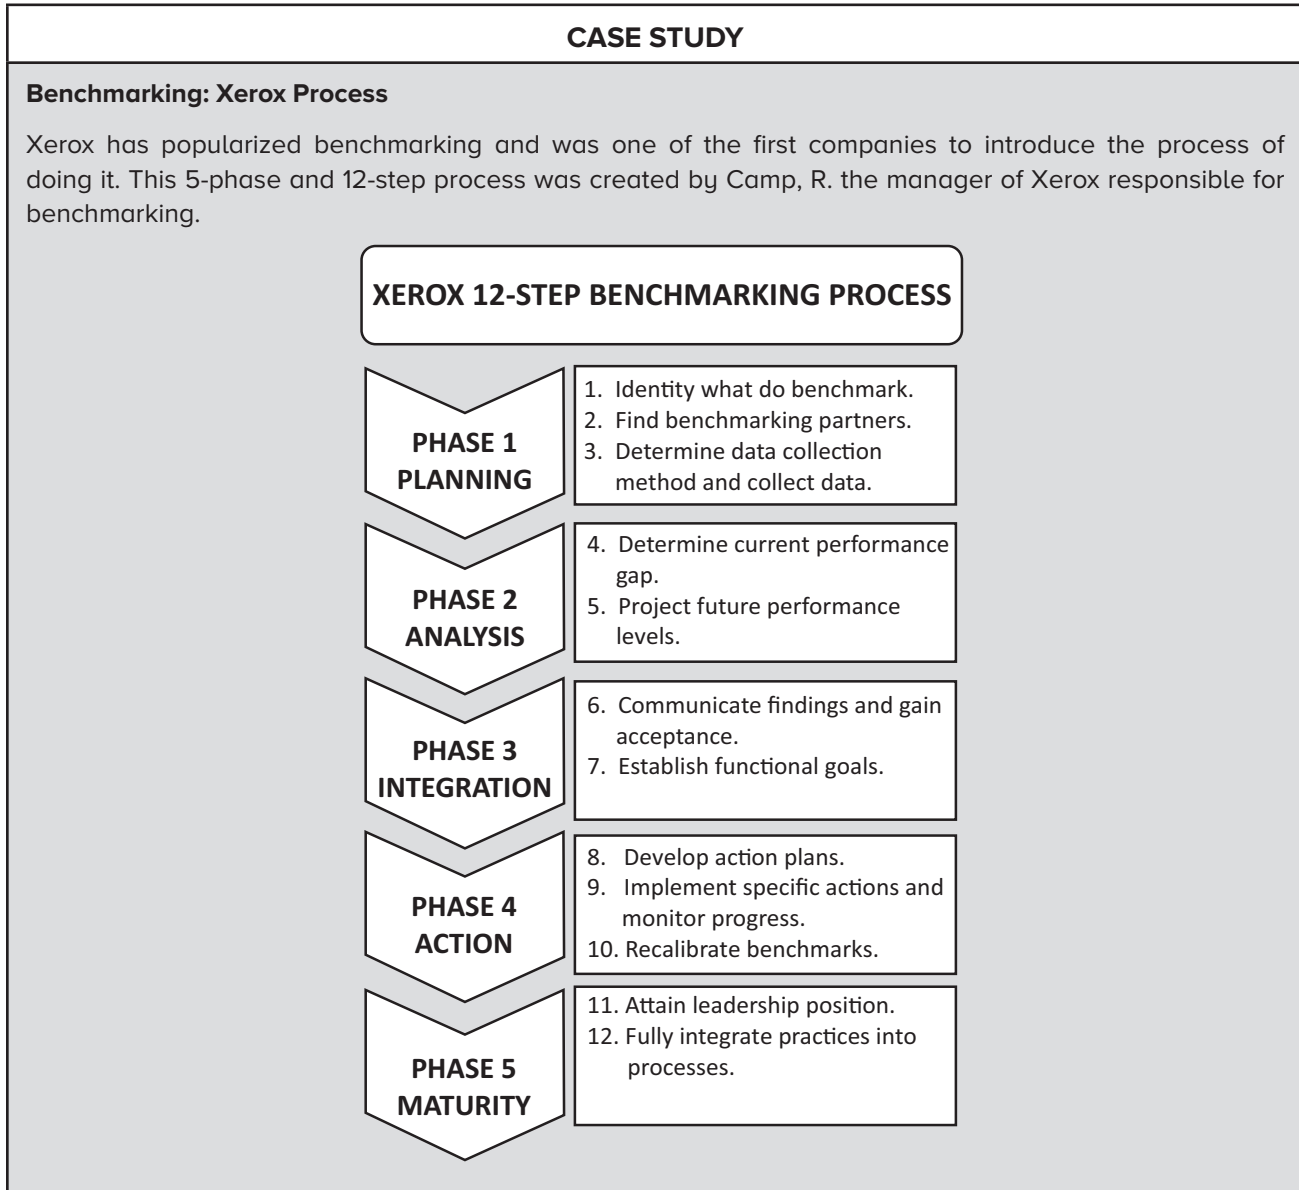 CASE STUDY
Benchmarking: Xerox Process
Xerox has popularized benchmarking and was one of the first companies to introduce the process of
doing it. This 5-phase and 12-step process was created by Camp, R. the manager of Xerox responsible for
benchmarking.
XEROX 12-STEP BENCHMARKING PROCESS
PHASE 1
PLANNING
1. Identity what do benchmark.
2. Find benchmarking partners.
3. Determine data collection
method and collect data.
PHASE 2
ANALYSIS
4. Determine current performance
gap.
5. Project future performance
levels.
PHASE 3
INTEGRATION
6. Communicate findings and gain
acceptance.
7. Establish functional goals.
PHASE 4
ACTION
8. Develop action plans.
9. Implement specific actions and
monitor progress.
10. Recalibrate benchmarks.
PHASE 5
MATURITY
11. Attain leadership position.
12. Fully integrate practices into
processes.